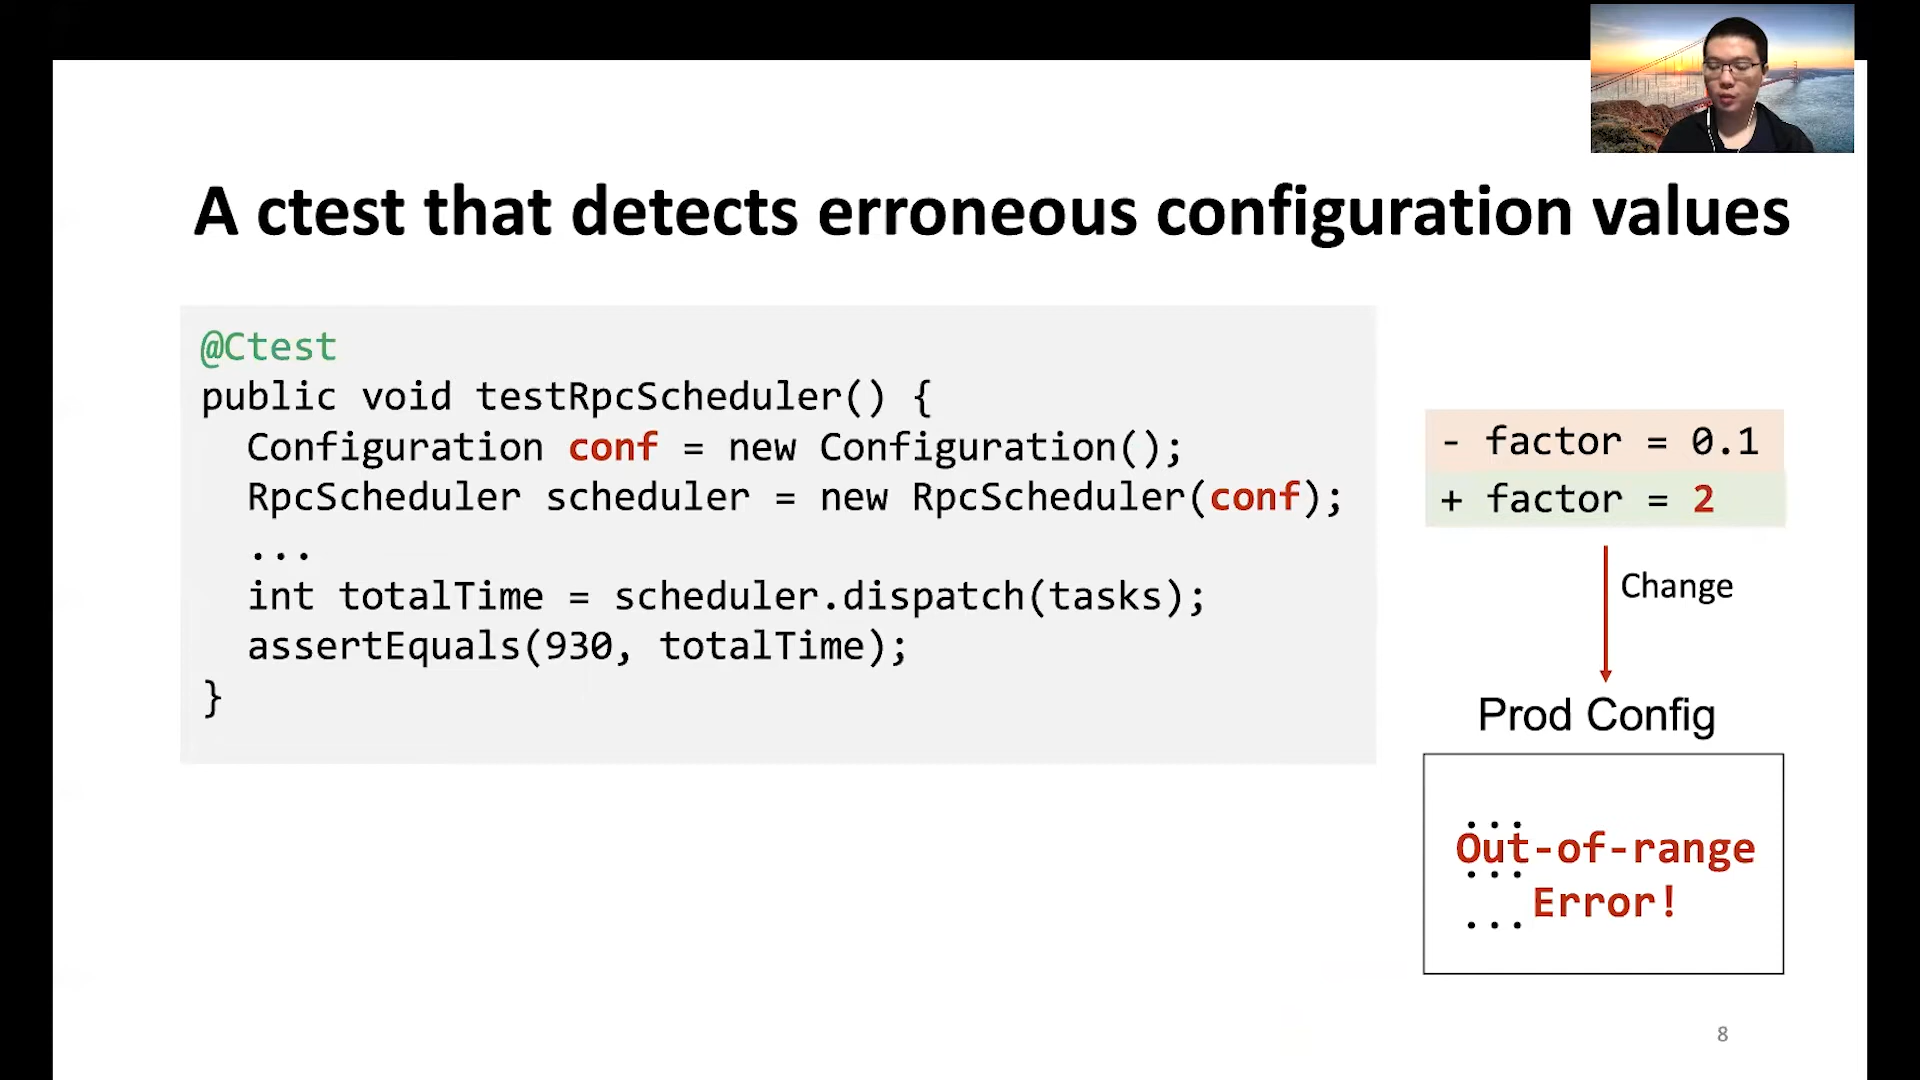 A ctest that detects erroneous configuration values
@Ctest
public void testRpcScheduler() {
Configuration conf = new Configuration();
RpcScheduler scheduler = new RpcScheduler(conf);
...
int totalTime = scheduler.dispatch(tasks);
assertEquals(930, totalTime);
}
- factor = 0.1
+ factor = 2
Change
Prod Config
...
Out-of-range
...
Error!
...
8